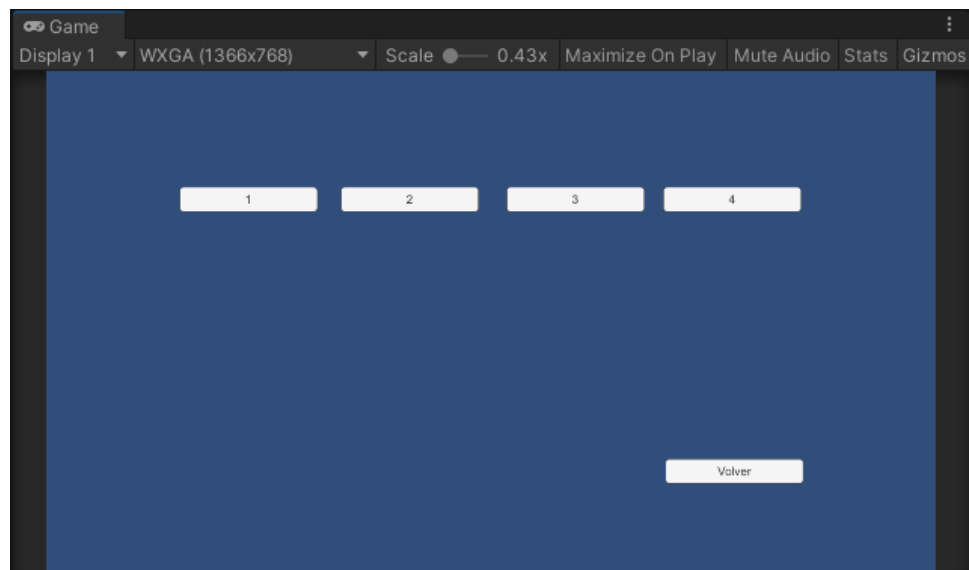 Game
Display 1 WXGA (1366x768) Scale 0.43x Maximize On Play Mute Audio Stats Gizmos
1 2 3 4
Volver